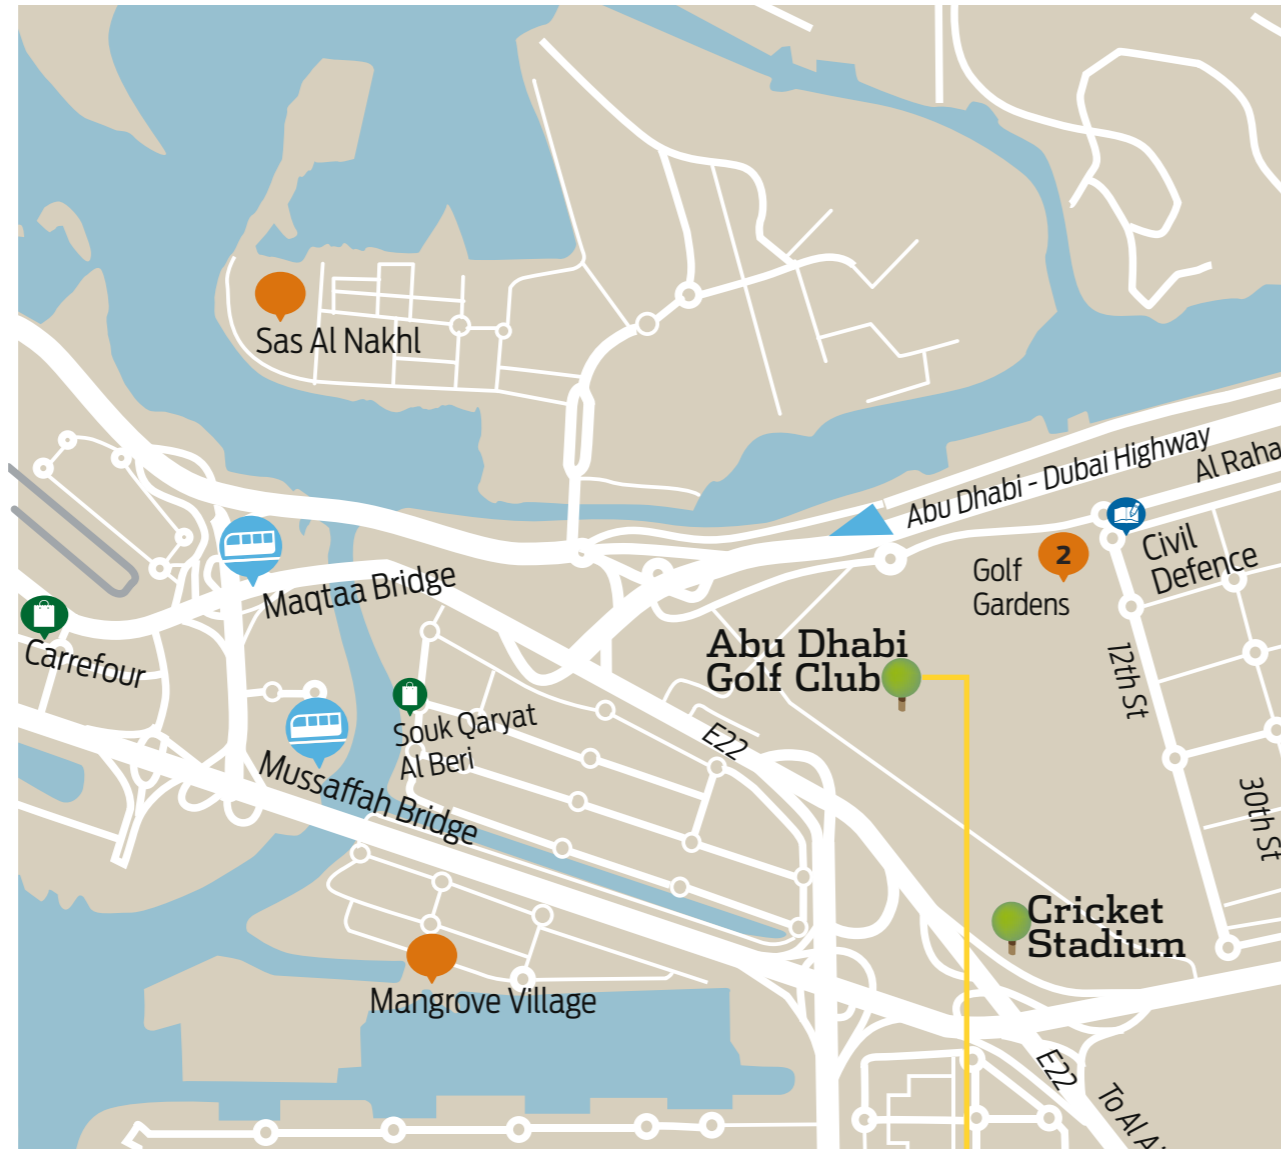 Sas Al Nakhl
Abu Dhabi - Dubai Highway
Al Raha
Civil
Defence
2
Golf
Gardens
Maqtaa Bridge
Carrefour
12th St
Abu Dhabi
Golf Club
Souk Qaryat
Al Beri
E22
Mussaffah Bridge
30th St
Cricket
Stadium
Mangrove Village
E22
To Al A